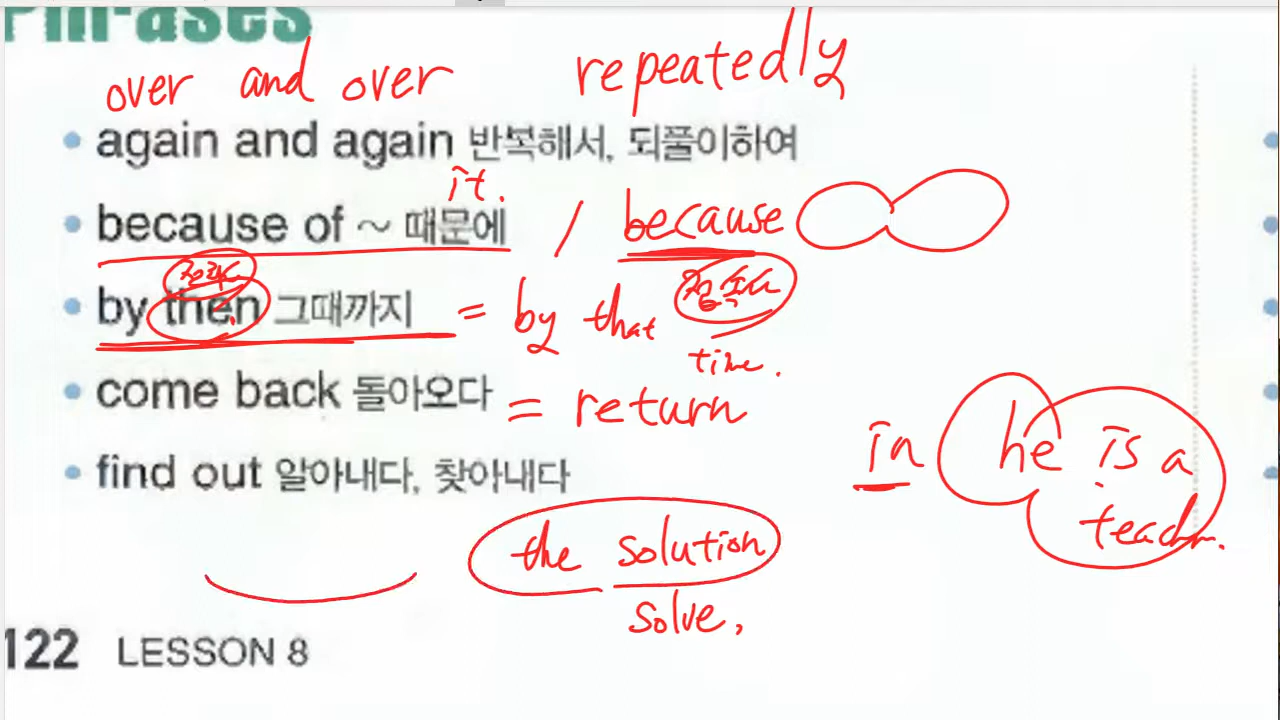 Phrases
over and over repeatedly
• again and again 반복해서, 되풀이하여
it.
• because of ~ 때문에 / because
• by then 그때까지 = by that
time.
• come back 돌아오다 = return
in he is a
• find out 알아내다, 찾아내다
the solution
solve,
122 LESSON 8